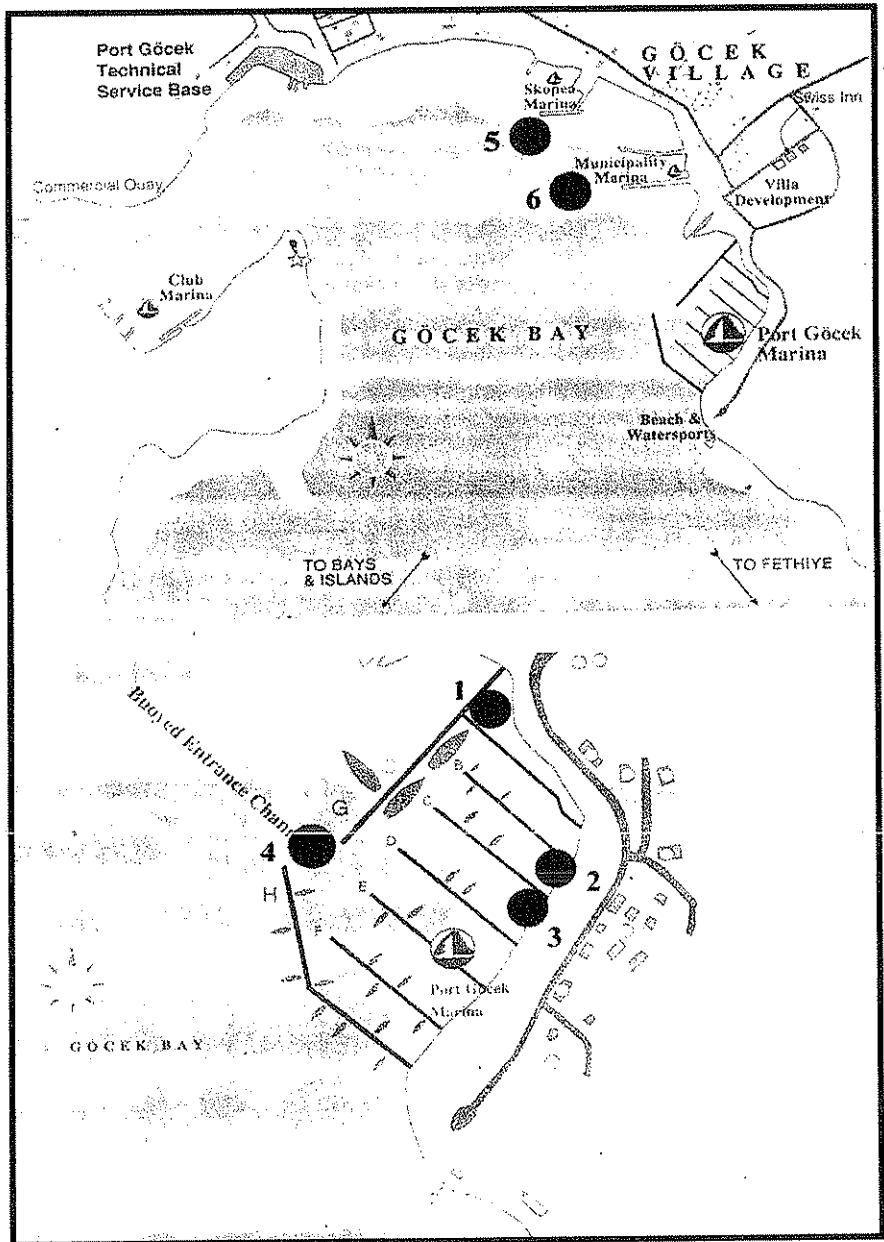 Port Göcek
Technical
Service Base
GÖCEK
VILLAGE
Skopea
Marina
Swiss Inn
5
Municipality
Marina
6
Villa
Development
Commercial Quay
Club
Marina
GÖCEK BAY
Port Göcek
Marina
Beach &
Watersports
TO BAYS
& ISLANDS
TO FETHIYE
1
Buoyed Entrance Chan
B
G
C
4
D
2
H
E
3
F
Port Göcek
Marina
GÖCEK BAY